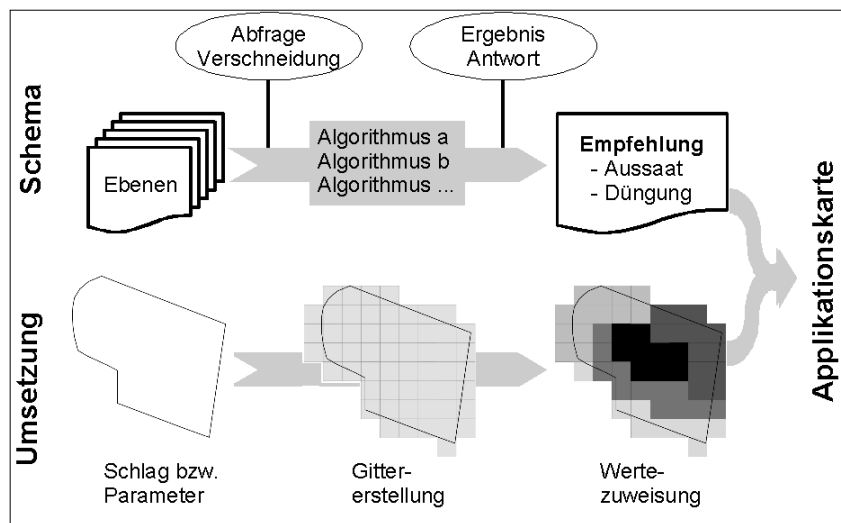 Abfrage
Verschneidung
Ergebnis
Antwort
Schema
Ebenen
Algorithmus a
Algorithmus b
Algorithmus ...
Empfehlung
- Aussaat
- Düngung
Applikationskarte
Umsetzung
Schlag bzw.
Parameter
Gitter-
erstellung
Werte-
zuweisung